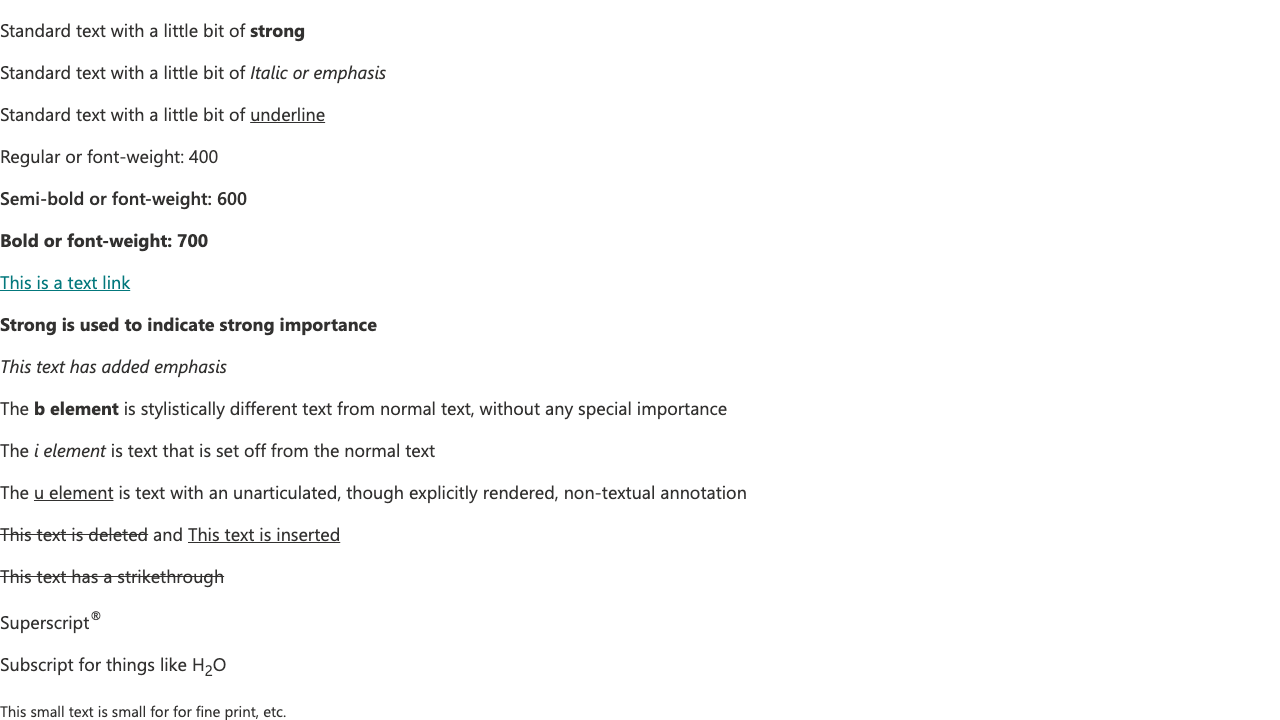 Standard text with a little bit of strong
Standard text with a little bit of Italic or emphasis
Standard text with a little bit of underline
Regular or font-weight: 400
Semi-bold or font-weight: 600
Bold or font-weight: 700
This is a text link
Strong is used to indicate strong importance
This text has added emphasis
The b element is stylistically different text from normal text, without any special importance
The i element is text that is set off from the normal text
The u element is text with an unarticulated, though explicitly rendered, non-textual annotation
This text is deleted and This text is inserted
This text has a strikethrough
Superscript®
Subscript for things like H2O
This small text is small for for fine print, etc.